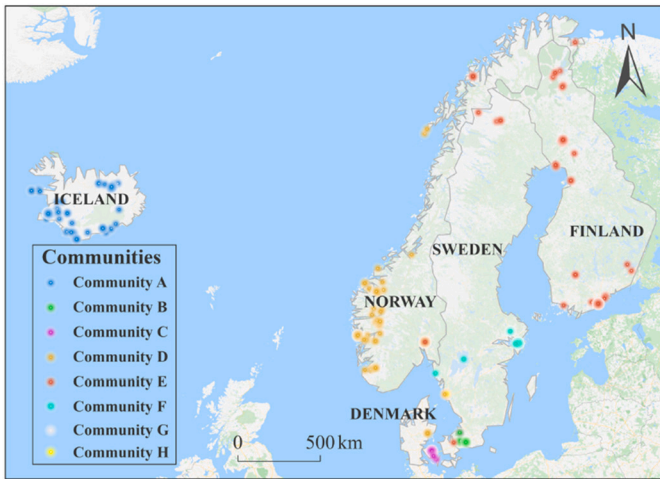 N
ICELAND
FINLAND
SWEDEN
NORWAY
DENMARK
Communities
Community A
Community B
Community C
Community D
Community E
Community F
Community G
Community H
0 500 km